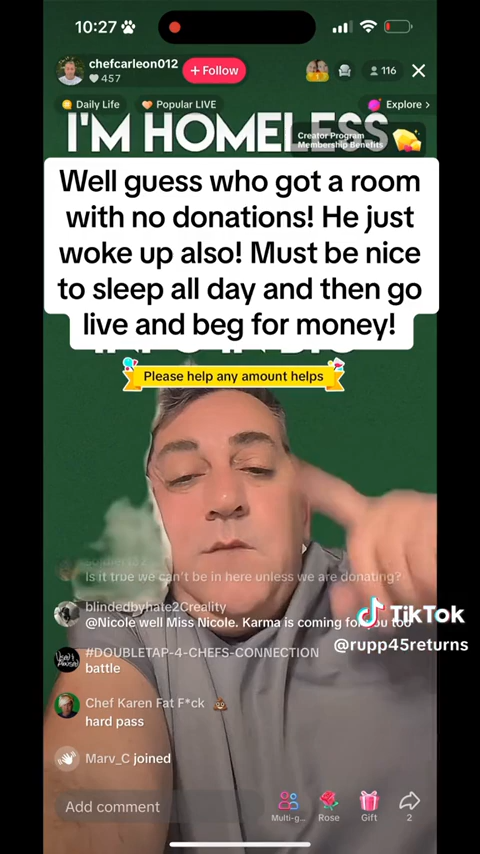 10:27
chefcarleon012
457
+ Follow
116
Daily Life
Popular LIVE
Explore >
I'M HOMELESS
Creator Program
Membership Benefits
Well guess who got a room
with no donations! He just
woke up also! Must be nice
to sleep all day and then go
live and beg for money!
Please help any amount helps
Is it true we can't be in here unless we are donating?
blindedbyhate2Creality
@Nicole well Miss Nicole. Karma is coming for you too
TikTok
@rupp45returns
#DOUBLETAP-4-CHEFS-CONNECTION
battle
Chef Karen Fat F*ck 💩
hard pass
Marv_C joined
Add comment
Multi-g...
Rose
Gift
2